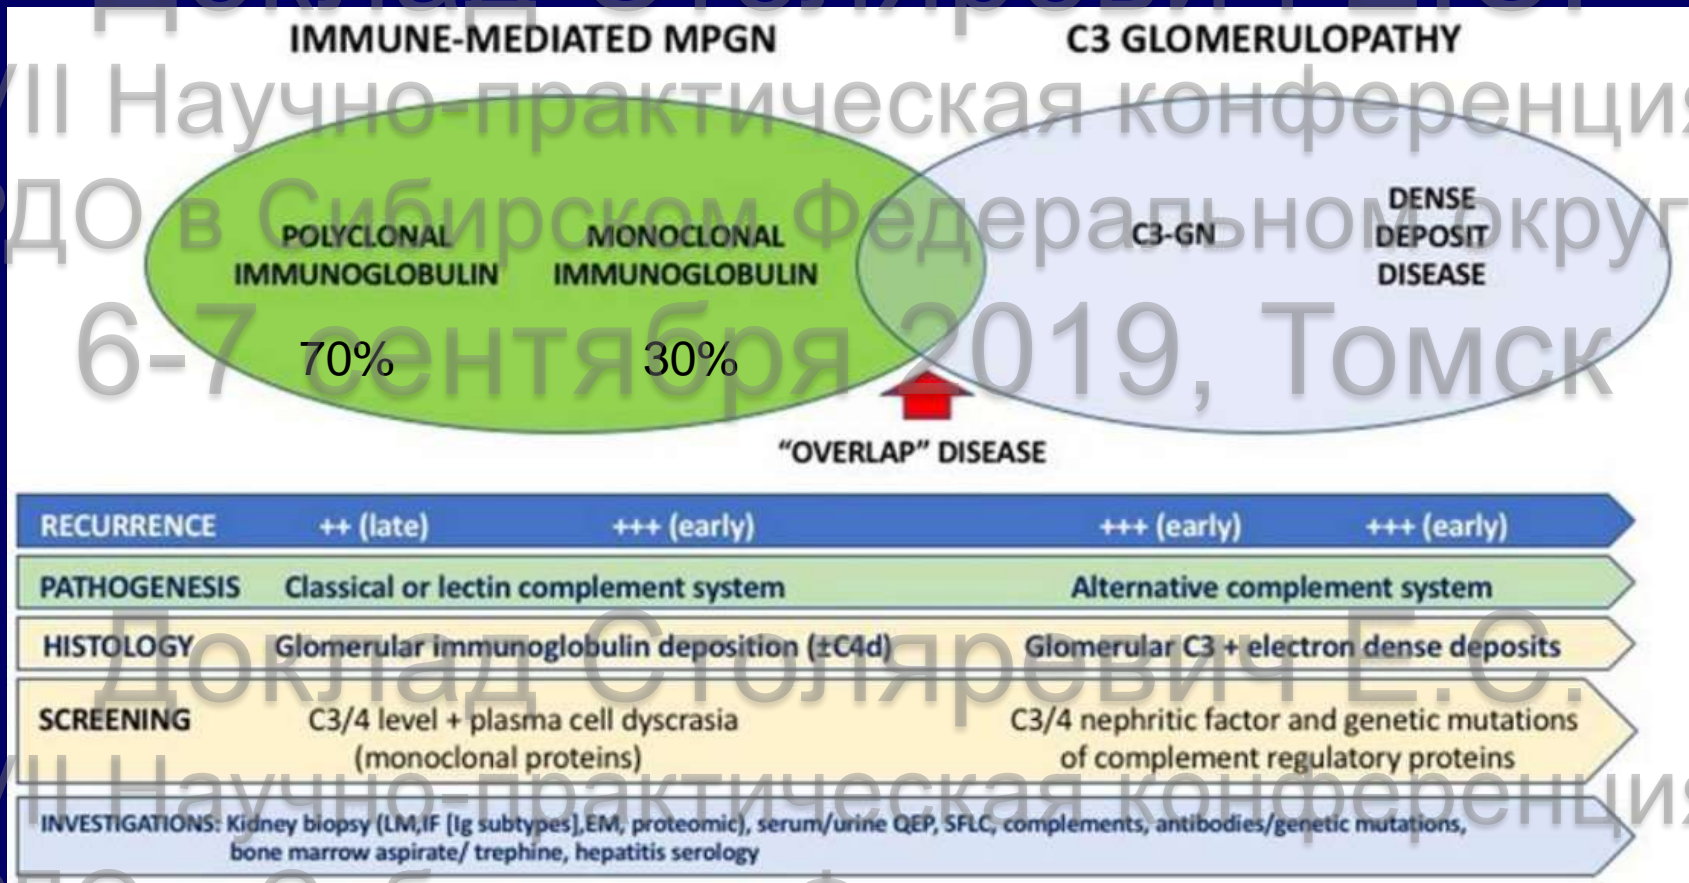 Доклад Столяревич Е.С.
IMMUNE-MEDIATED MPGN
C3 GLOMERULOPATHY
VII Научно-практическая конференция
РДО в Сибирском Федеральном округ
POLYCLONAL
IMMUNOGLOBULIN
MONOCLONAL
IMMUNOGLOBULIN
C3-GN
DENSE
DEPOSIT
DISEASE
6-7 сентября 2019, Томск
70%
30%
“OVERLAP” DISEASE
RECURRENCE ++ (late) +++ (early) +++ (early) +++ (early)
PATHOGENESIS Classical or lectin complement system Alternative complement system
Доклад Столяревич Е.С.
HISTOLOGY Glomerular immunoglobulin deposition (±C4d) Glomerular C3 + electron dense deposits
SCREENING C3/4 level + plasma cell dyscrasia
(monoclonal proteins)
C3/4 nephritic factor and genetic mutations
of complement regulatory proteins
VII Научно-практическая конференция
INVESTIGATIONS: Kidney biopsy (LM,IF [Ig subtypes],EM, proteomic), serum/urine QEP, SFLC, complements, antibodies/genetic mutations,
bone marrow aspirate/ trephine, hepatitis serology